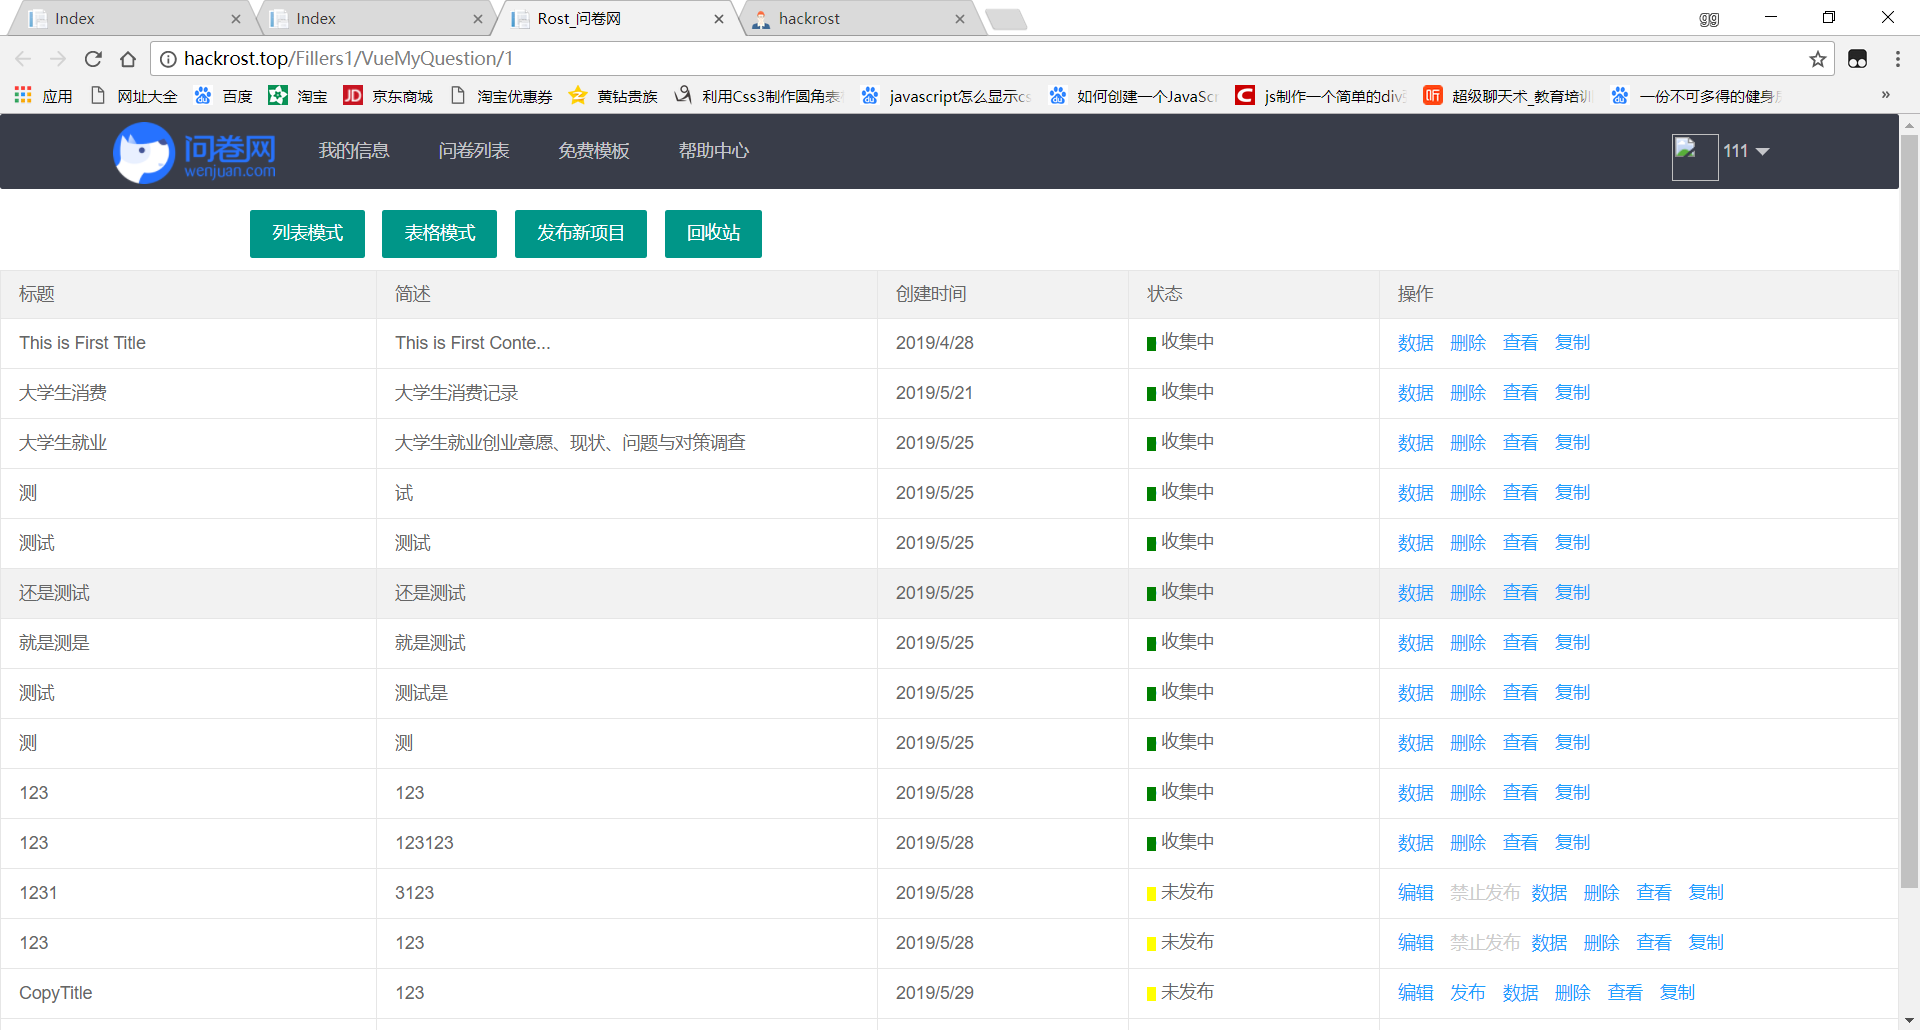 Index
Index
Rost_问卷网
hackrost
gg
hackrost.top/Fillers1/VueMyQuestion/1
应用 网址大全 百度 淘宝 京东商城 淘宝优惠券 黄钻贵族 利用Css3制作圆角表 javascript怎么显示cs 如何创建一个JavaSc js制作一个简单的div 超级聊天术_教育培训 一份不可多得的健身
问卷网
wenjuan.com
我的信息 问卷列表 免费模板 帮助中心 111
列表模式 表格模式 发布新项目 回收站
标题 简述 创建时间 状态 操作
This is First Title This is First Conte... 2019/4/28 收集中 数据 删除 查看 复制
大学生消费 大学生消费记录 2019/5/21 收集中 数据 删除 查看 复制
大学生就业 大学生就业创业意愿、现状、问题与对策调查 2019/5/25 收集中 数据 删除 查看 复制
测 试 2019/5/25 收集中 数据 删除 查看 复制
测试 测试 2019/5/25 收集中 数据 删除 查看 复制
还是测试 还是测试 2019/5/25 收集中 数据 删除 查看 复制
就是测是 就是测试 2019/5/25 收集中 数据 删除 查看 复制
测试 测试是 2019/5/25 收集中 数据 删除 查看 复制
测 测 2019/5/25 收集中 数据 删除 查看 复制
123 123 2019/5/28 收集中 数据 删除 查看 复制
123 123123 2019/5/28 收集中 数据 删除 查看 复制
1231 3123 2019/5/28 未发布 编辑 禁止发布 数据 删除 查看 复制
123 123 2019/5/28 未发布 编辑 禁止发布 数据 删除 查看 复制
CopyTitle 123 2019/5/29 未发布 编辑 发布 数据 删除 查看 复制